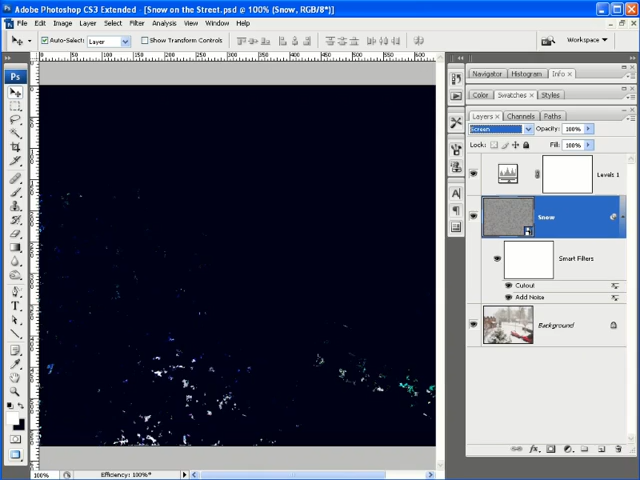 Adobe Photoshop CS3 Extended - [Snow on the Street.psd @ 100% (Snow, RGB/8*)]
File Edit Image Layer Select Filter Analysis View Window Help
Auto-Select: Layer Show Transform Controls Workspace
Ps
Navigator Histogram Info
Color Swatches Styles
Layers Channels Paths
Screen Opacity: 100%
Lock: Fill: 100%
Levels 1
Snow
Smart Filters
Cutout
Add Noise
Background
100% Efficiency: 100%*